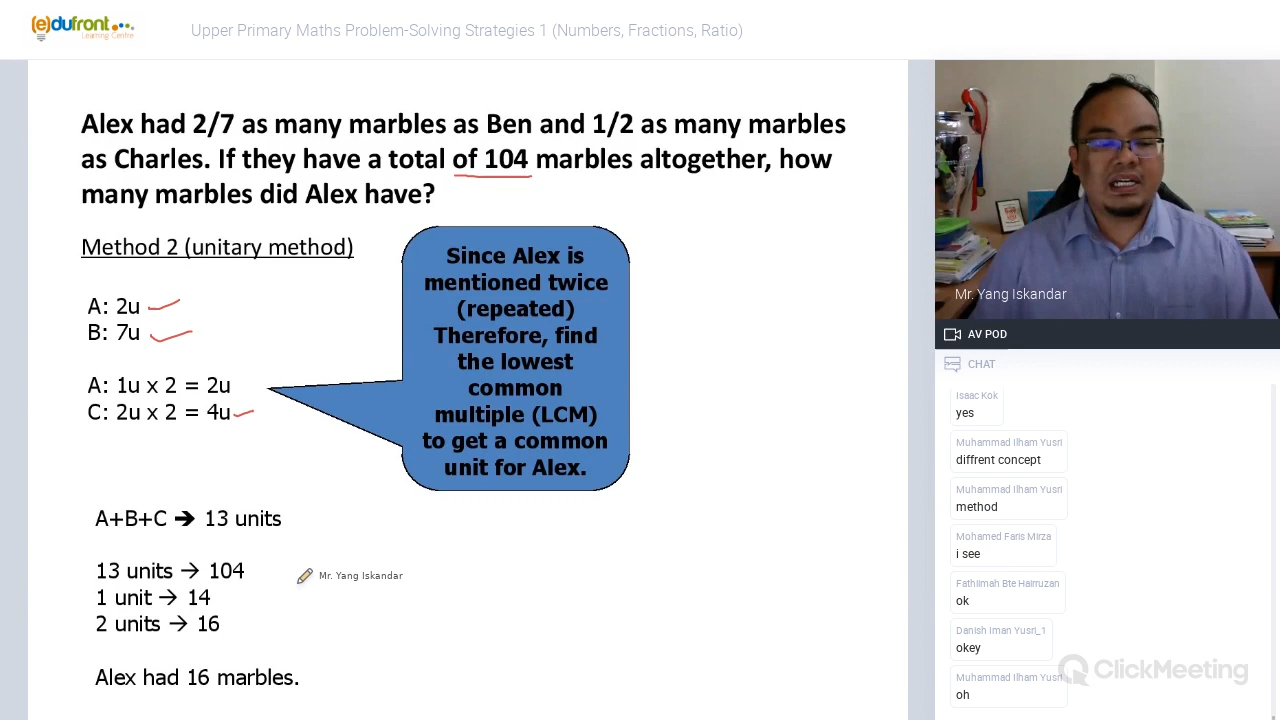 (e)dufront
Learning Centre
Upper Primary Maths Problem-Solving Strategies 1 (Numbers, Fractions, Ratio)
Alex had 2/7 as many marbles as Ben and 1/2 as many marbles
as Charles. If they have a total of 104 marbles altogether, how
many marbles did Alex have?
Method 2 (unitary method)
A: 2u
B: 7u
A: 1u x 2 = 2u
C: 2u x 2 = 4u
Since Alex is
mentioned twice
(repeated)
Therefore, find
the lowest
common
multiple (LCM)
to get a common
unit for Alex.
A+B+C ➔ 13 units
13 units → 104
1 unit → 14
2 units → 16
Alex had 16 marbles.
Mr. Yang Iskandar
Mr. Yang Iskandar
AV POD
CHAT
Isaac Kok
yes
Muhammad Ilham Yusri
diffrent concept
Muhammad Ilham Yusri
method
Mohamed Faris Mirza
i see
Fathlimah Bte Hairruzan
ok
Danish Iman Yusri_1
okey
Muhammad Ilham Yusri
oh
ClickMeeting